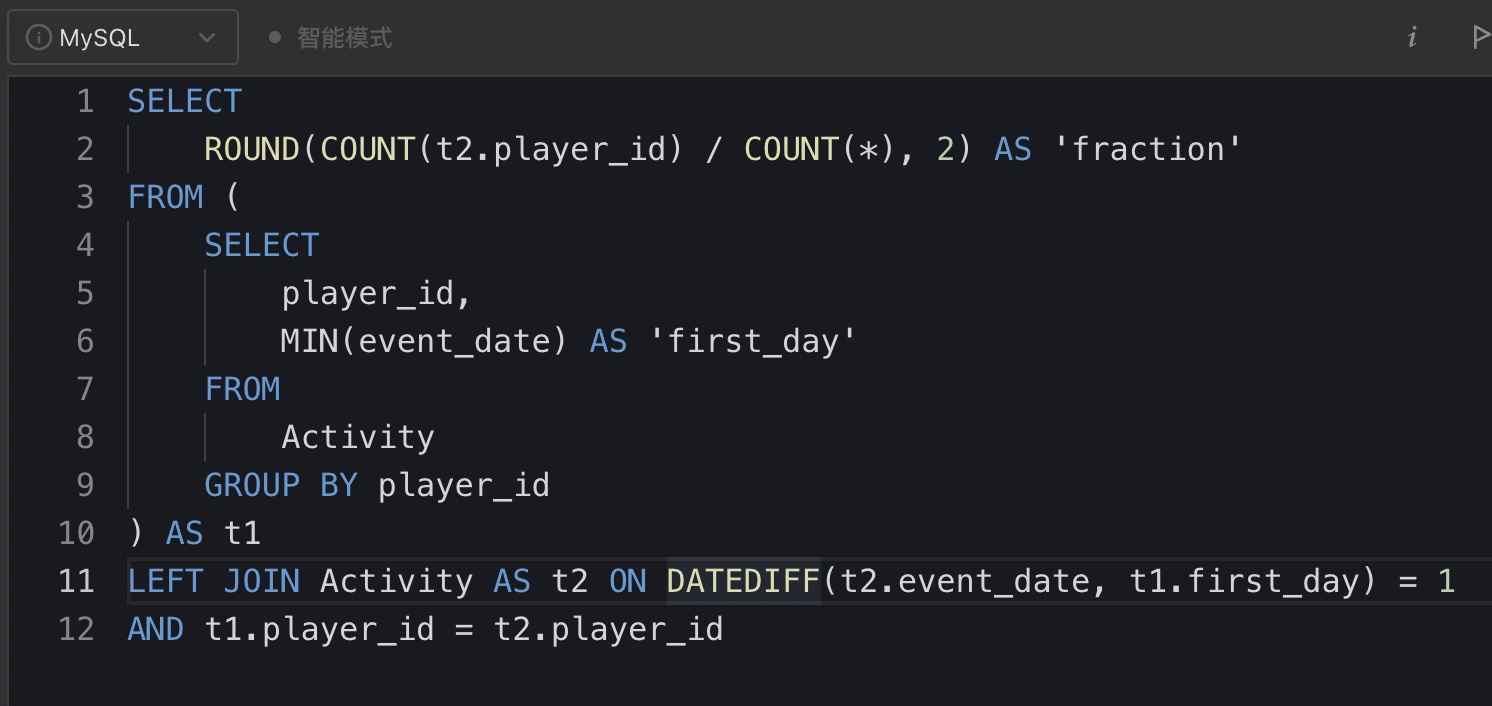 MySQL 智能模式
1 SELECT
2     ROUND(COUNT(t2.player_id) / COUNT(*), 2) AS 'fraction'
3 FROM (
4     SELECT
5         player_id,
6         MIN(event_date) AS 'first_day'
7     FROM
8         Activity
9     GROUP BY player_id
10 ) AS t1
11 LEFT JOIN Activity AS t2 ON DATEDIFF(t2.event_date, t1.first_day) = 1
12 AND t1.player_id = t2.player_id